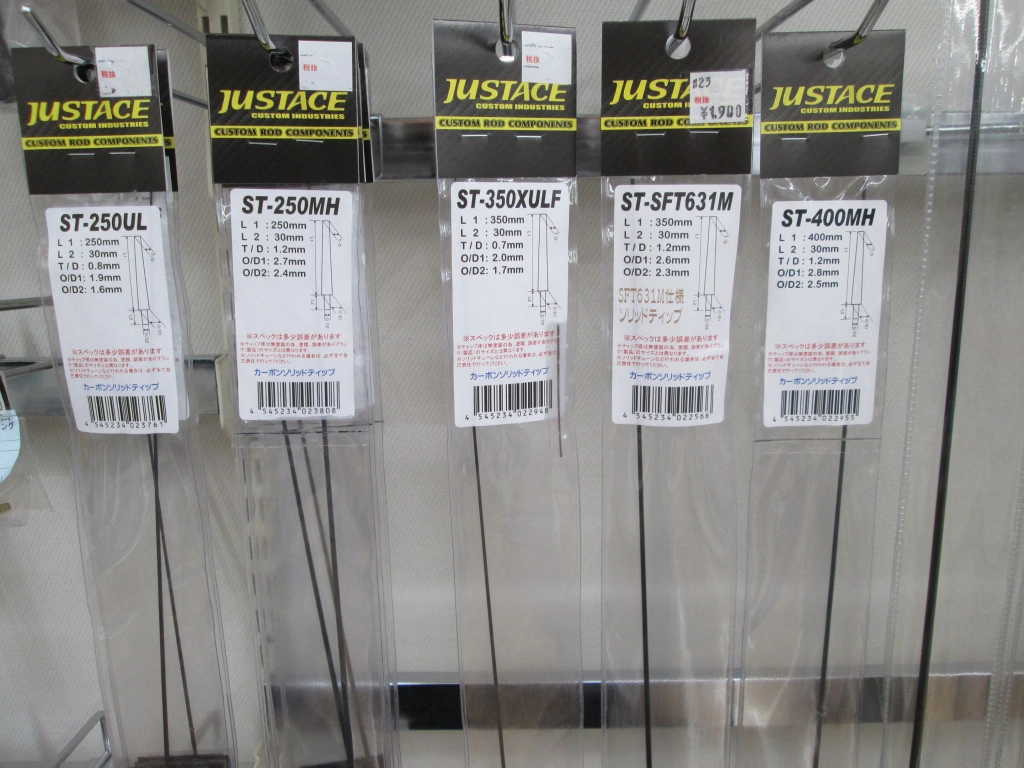 税抜
JUSTACE
CUSTOM INDUSTRIES
CUSTOM ROD COMPONENTS
ST-250UL
L 1 : 250mm
L 2 : 30mm
T / D : 0.8mm
O/D1: 1.9mm
O/D2: 1.6mm
※スペックは多少誤差があります
カーボンソリッドティップ
4 545234 023761
税抜
JUSTACE
CUSTOM INDUSTRIES
CUSTOM ROD COMPONENTS
ST-250MH
L 1 : 250mm
L 2 : 30mm
T / D : 1.2mm
O/D1: 2.7mm
O/D2: 2.4mm
※スペックは多少誤差があります
カーボンソリッドティップ
4 545234 023808
税抜
JUSTACE
CUSTOM INDUSTRIES
CUSTOM ROD COMPONENTS
ST-350XULF
L 1 : 350mm
L 2 : 30mm
T / D : 0.7mm
O/D1: 2.0mm
O/D2: 1.7mm
※スペックは多少誤差があります
カーボンソリッドティップ
4 545234 022948
税抜
¥1,900
CUSTOM ROD COMPONENTS
ST-SFT631M
L 1 : 350mm
L 2 : 30mm
T / D : 1.2mm
O/D1: 2.6mm
O/D2: 2.3mm
SFT631M仕様
ソリッドティップ
※スペックは多少誤差があります
カーボンソリッドティップ
4 545234 022566
JUSTACE
CUSTOM INDUSTRIES
CUSTOM ROD COMPONENTS
ST-400MH
L 1 : 400mm
L 2 : 30mm
T / D : 1.2mm
O/D1: 2.8mm
O/D2: 2.5mm
※スペックは多少誤差があります
カーボンソリッドティップ
4 545234 022955